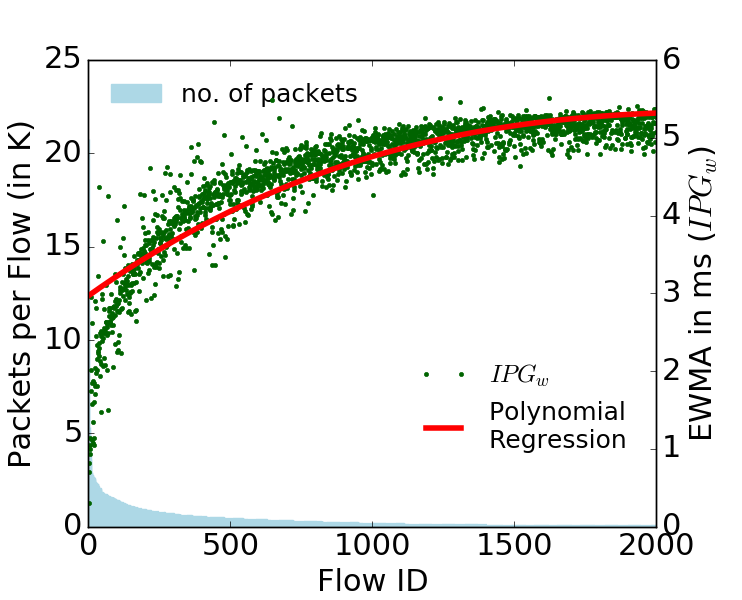 25
20
15
10
5
0
Packets per Flow (in K)
no. of packets
6
5
4
3
2
1
0
EWMA in ms (IPG_w)
IPG_w
Polynomial
Regression
0 500 1000 1500 2000
Flow ID